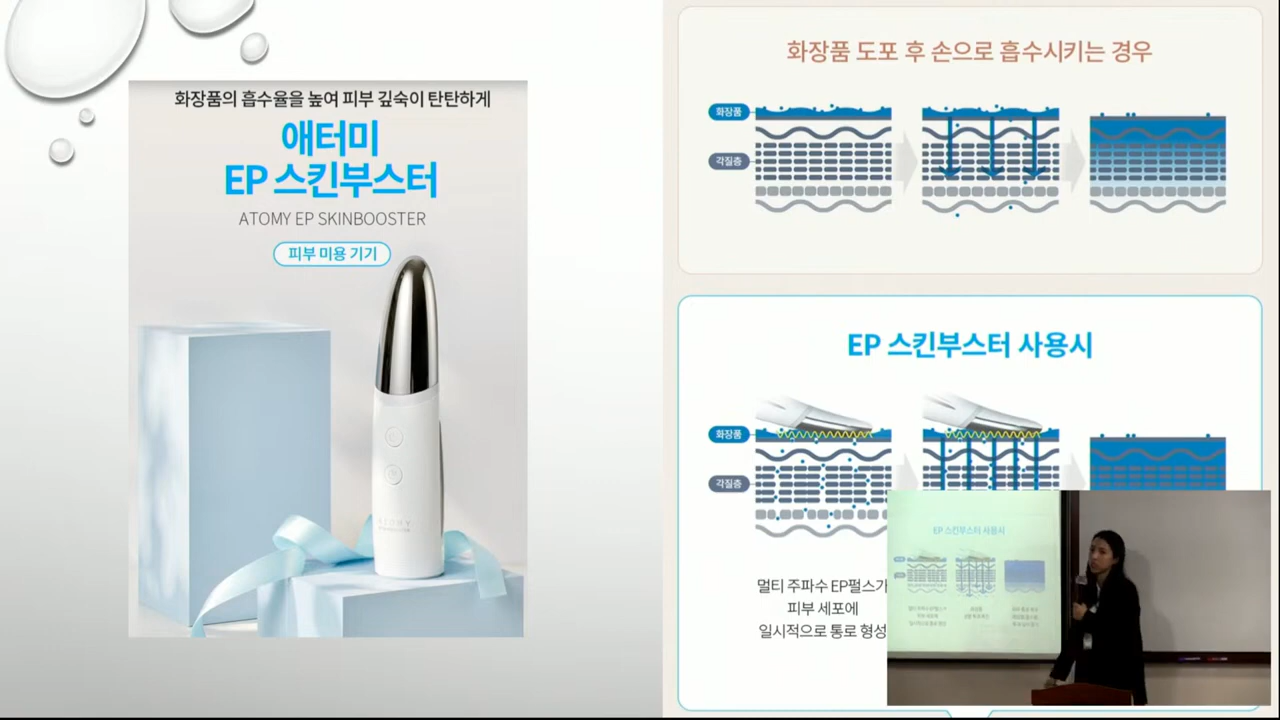 화장품의 흡수율을 높여 피부 깊숙이 탄탄하게
애터미
EP 스킨부스터
ATOMY EP SKINBOOSTER
피부 미용 기기
ATOMY
화장품 도포 후 손으로 흡수시키는 경우
화장품
각질층
EP 스킨부스터 사용시
화장품
각질층
멀티 주파수 EP펄스가
피부 세포에
일시적으로 통로 형성
EP 스킨부스터 사용시